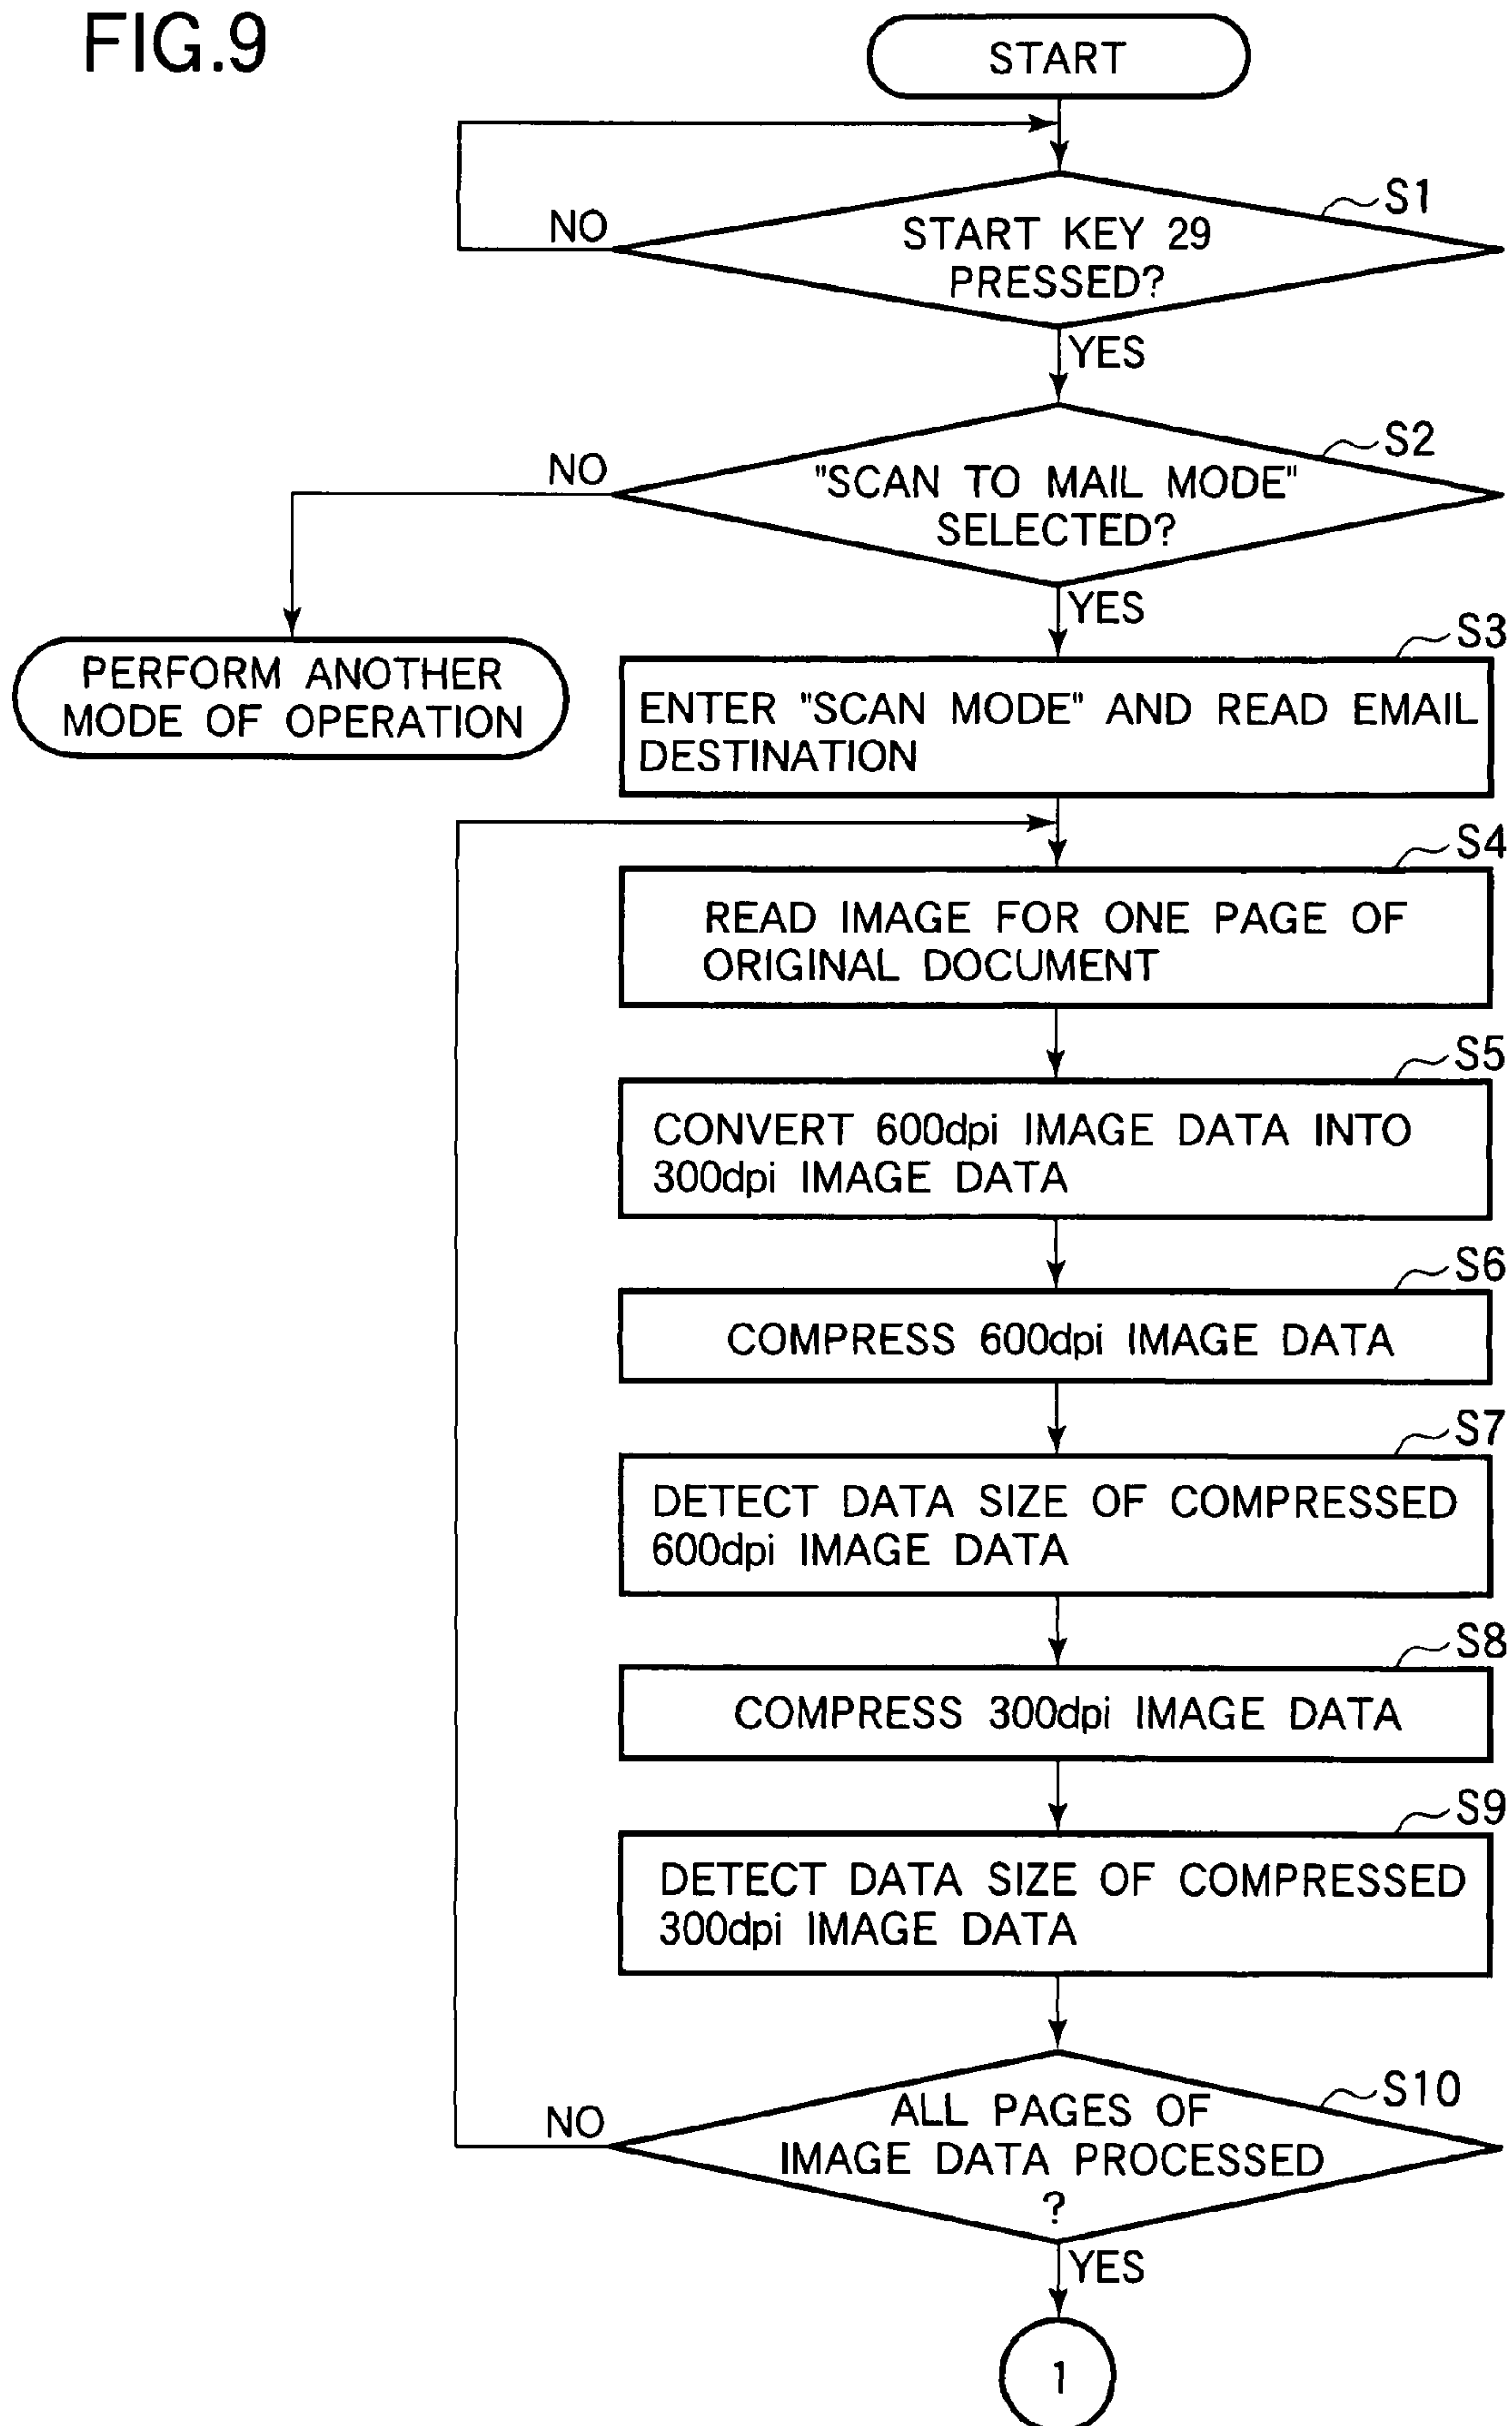 FIG.9
START
S1
START KEY 29
PRESSED?
NO
YES
S2
"SCAN TO MAIL MODE"
SELECTED?
NO
YES
PERFORM ANOTHER
MODE OF OPERATION
S3
ENTER "SCAN MODE" AND READ EMAIL
DESTINATION
S4
READ IMAGE FOR ONE PAGE OF
ORIGINAL DOCUMENT
S5
CONVERT 600dpi IMAGE DATA INTO
300dpi IMAGE DATA
S6
COMPRESS 600dpi IMAGE DATA
S7
DETECT DATA SIZE OF COMPRESSED
600dpi IMAGE DATA
S8
COMPRESS 300dpi IMAGE DATA
S9
DETECT DATA SIZE OF COMPRESSED
300dpi IMAGE DATA
S10
ALL PAGES OF
IMAGE DATA PROCESSED
?
NO
YES
1